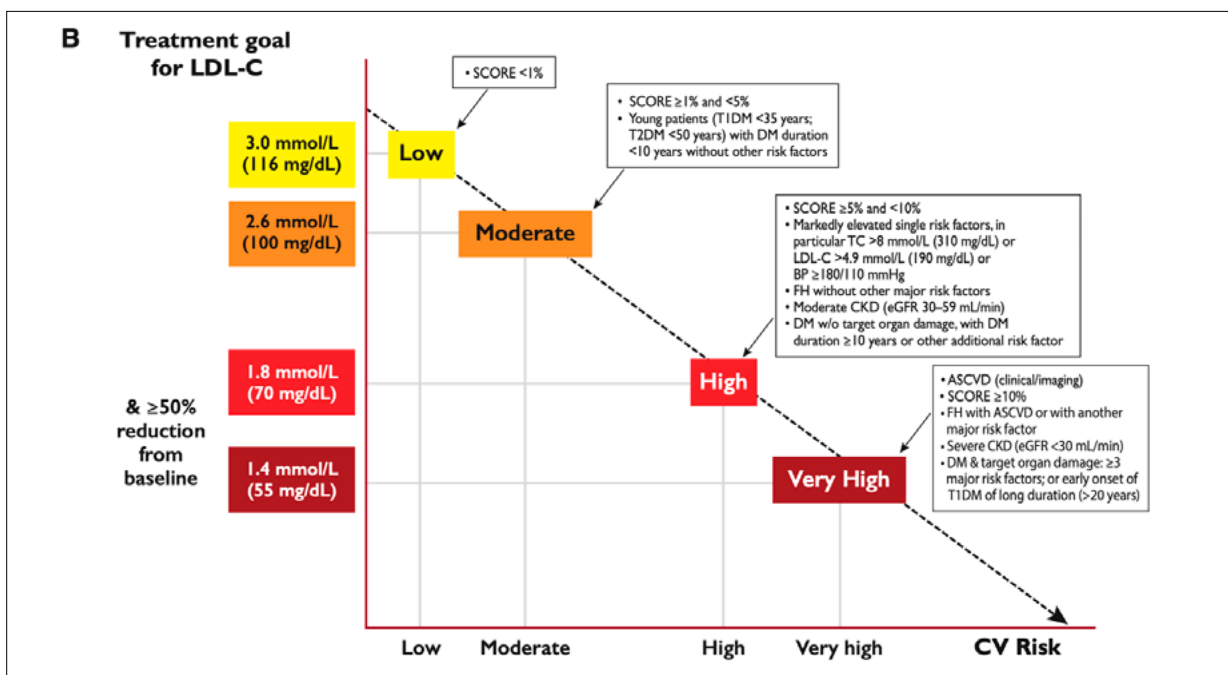 B
Treatment goal
for LDL-C
• SCORE <1%
• SCORE ≥1% and <5%
• Young patients (T1DM <35 years;
T2DM <50 years) with DM duration
<10 years without other risk factors
3.0 mmol/L
(116 mg/dL)
Low
2.6 mmol/L
(100 mg/dL)
Moderate
• SCORE ≥5% and <10%
• Markedly elevated single risk factors, in
particular TC >8 mmol/L (310 mg/dL) or
LDL-C >4.9 mmol/L (190 mg/dL) or
BP ≥180/110 mmHg
• FH without other major risk factors
• Moderate CKD (eGFR 30–59 mL/min)
• DM w/o target organ damage, with DM
duration ≥10 years or other additional risk factor
1.8 mmol/L
(70 mg/dL)
High
& ≥50%
reduction
from
baseline
• ASCVD (clinical/imaging)
• SCORE ≥10%
• FH with ASCVD or with another
major risk factor
• Severe CKD (eGFR <30 mL/min)
• DM & target organ damage: ≥3
major risk factors; or early onset of
T1DM of long duration (>20 years)
1.4 mmol/L
(55 mg/dL)
Very High
Low
Moderate
High
Very high
CV Risk